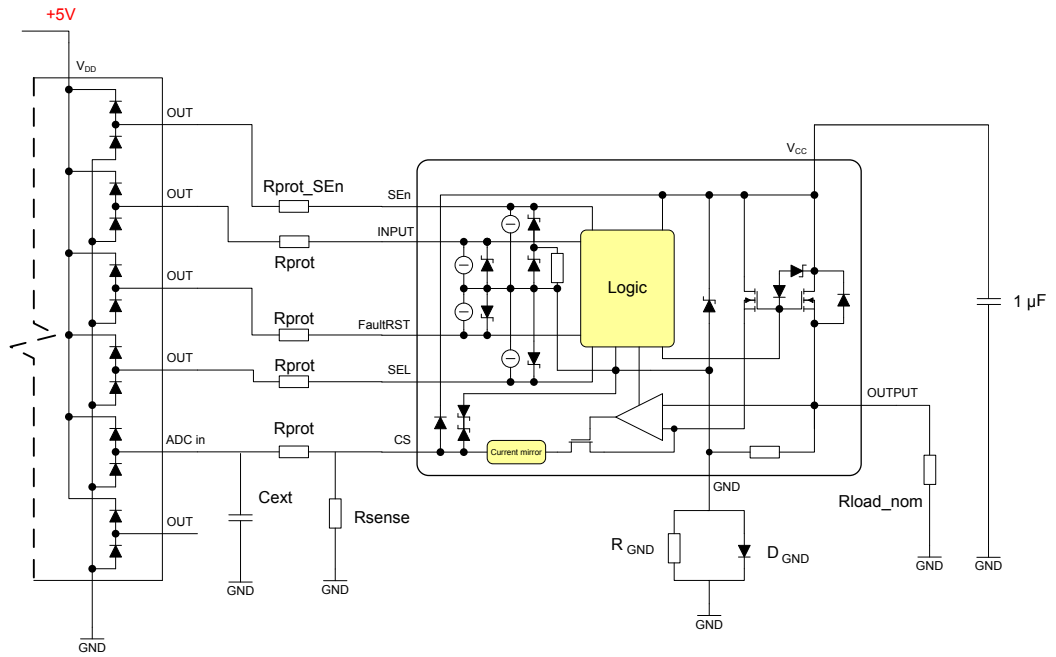 +5V
VDD
OUT
VCC
Rprot_SEn
SEn
OUT
INPUT
Rprot
Logic
OUT
1 µF
FaultRST
Rprot
OUT
Rprot
SEL
OUTPUT
ADC in
Rprot
CS
Current mirror
GND
Cext
Rsense
Rload_nom
OUT
R GND
D GND
GND
GND
GND
GND
GND
GND